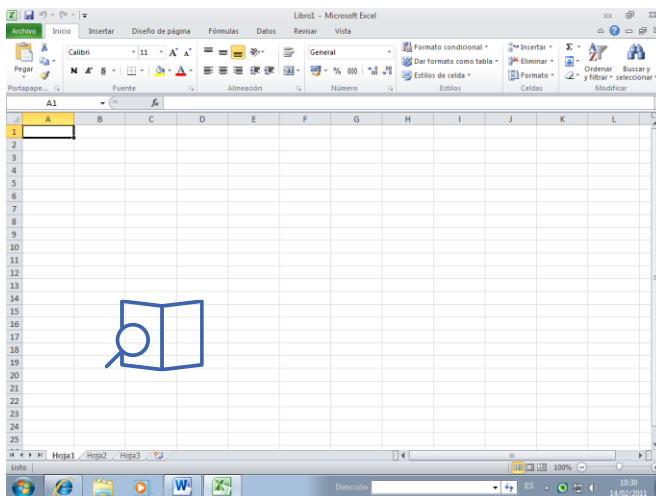 Libro1 - Microsoft Excel
Archivo Inicio Insertar Diseño de página Fórmulas Datos Revisar Vista
Calibri 11 General Formato condicional Insertar
Dar formato como tabla Eliminar
Pegar N K S % 000 Estilos de celda Formato Ordenar y filtrar Buscar y seleccionar
Portapape... Fuente Alineación Número Estilos Celdas Modificar
A1 fx
A B C D E F G H I J K L
1
2
3
4
5
6
7
8
9
10
11
12
13
14
15
16
17
18
19
20
21
22
23
24
25
Hoja1 Hoja2 Hoja3
Listo 100%
Dirección ES 10:30
14/02/2011